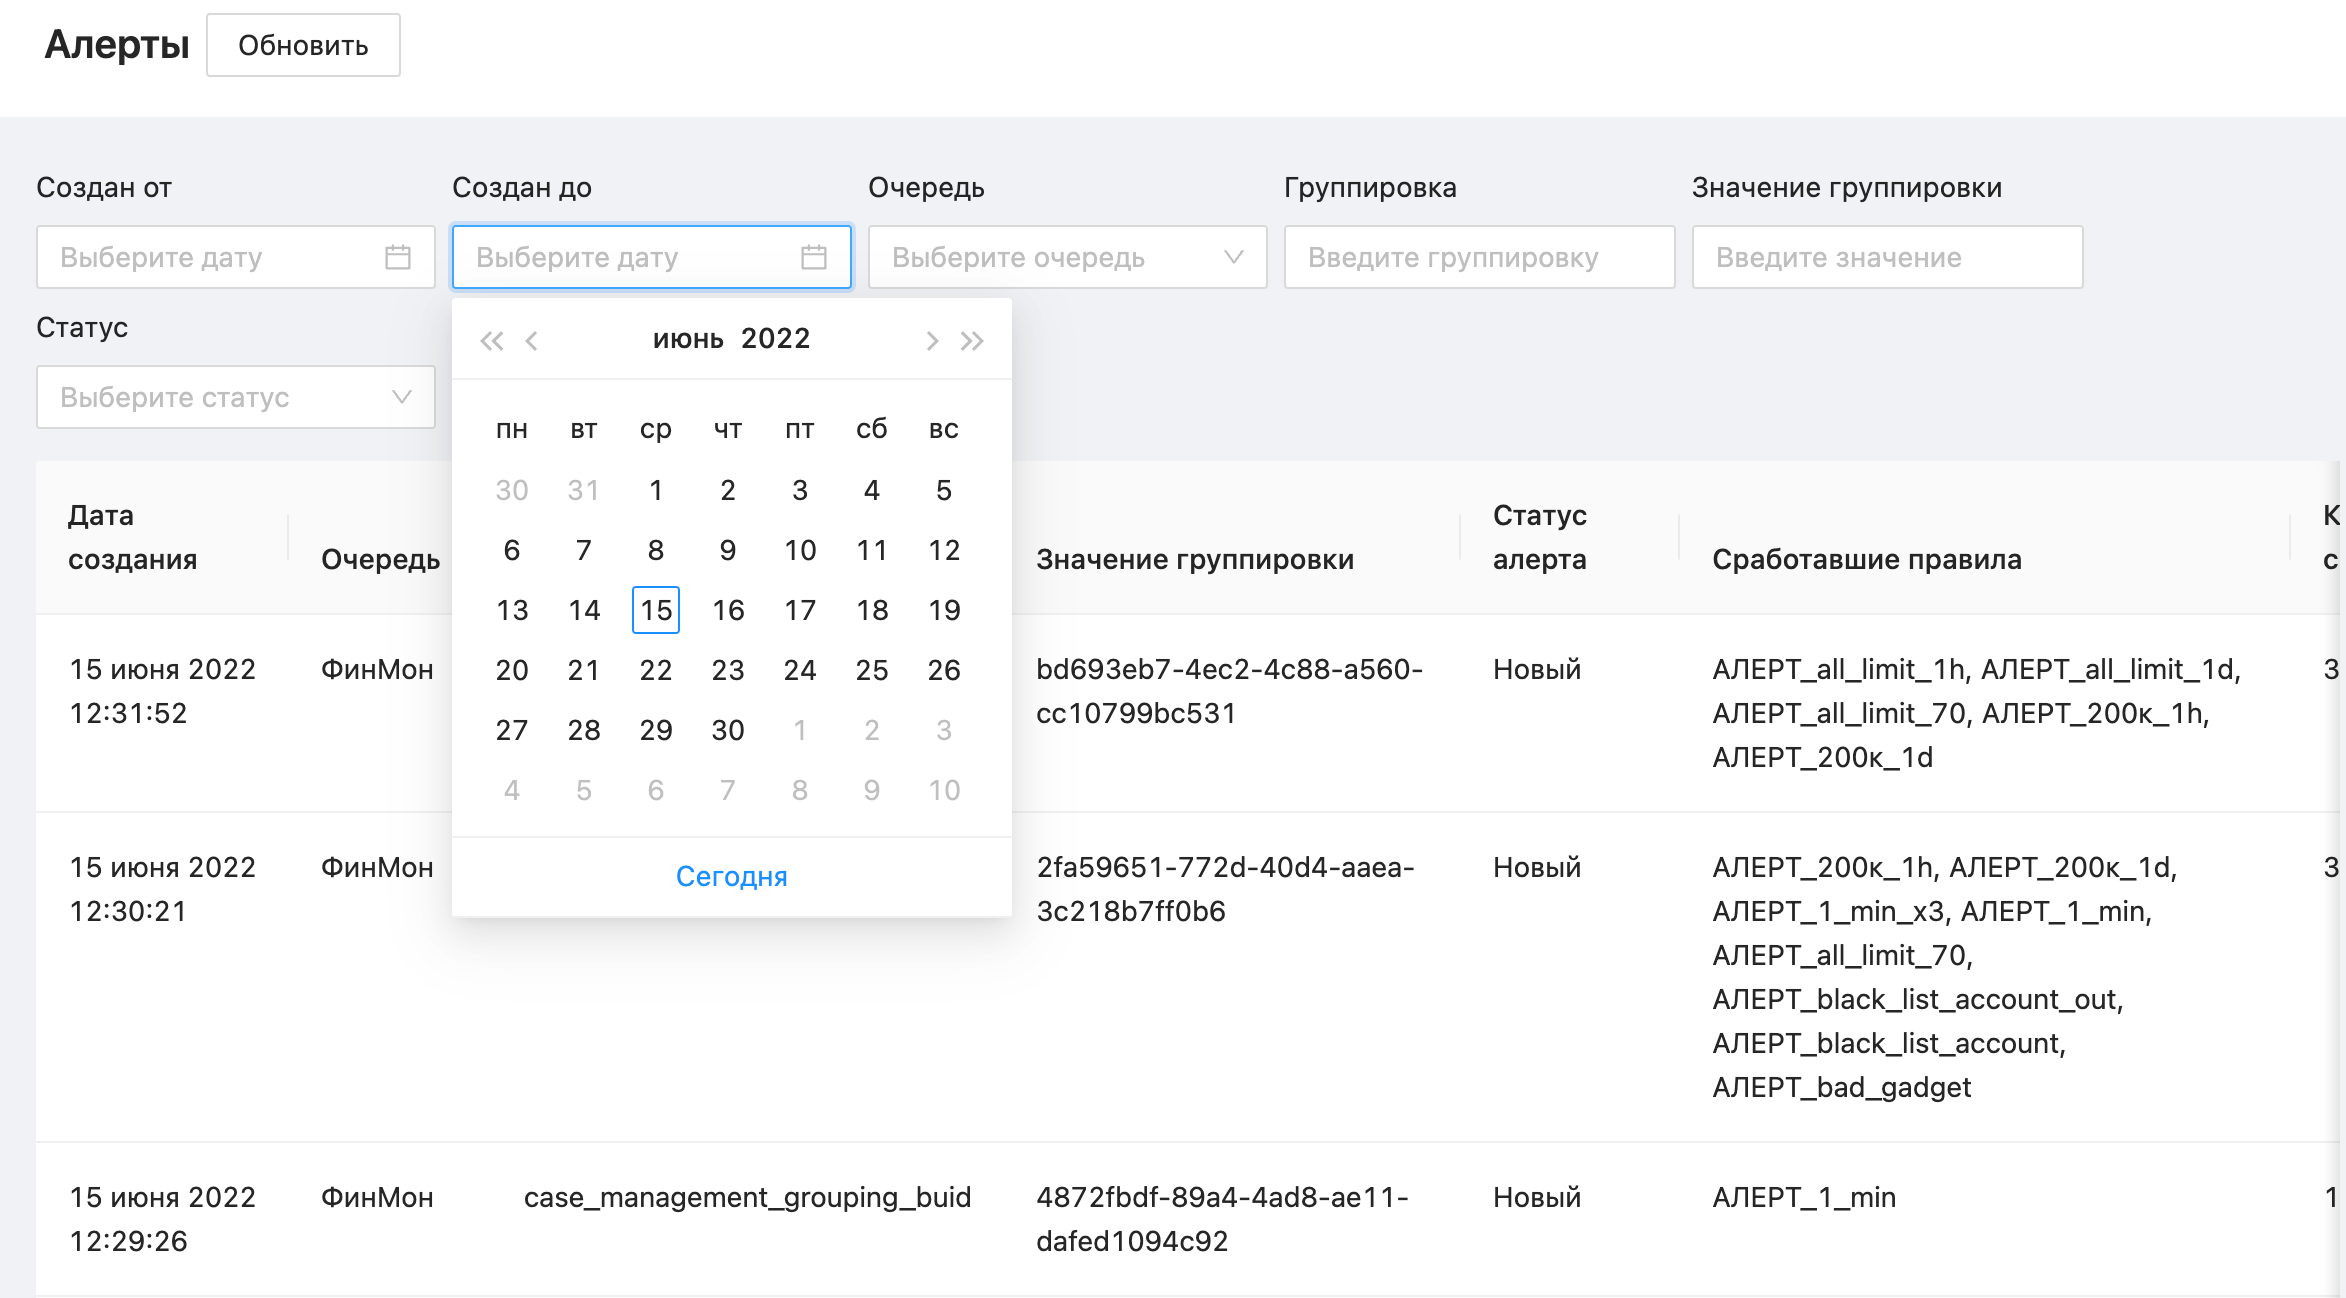 Алерты Обновить
Создан от Создан до Очередь Группировка Значение группировки
Выберите дату Выберите дату Выберите очередь Введите группировку Введите значение
Статус
Выберите статус
июнь 2022
пн вт ср чт пт сб вс
30 31 1 2 3 4 5
6 7 8 9 10 11 12
13 14 15 16 17 18 19
20 21 22 23 24 25 26
27 28 29 30 1 2 3
4 5 6 7 8 9 10
Сегодня
Дата
создания
Очередь
Значение группировки
Статус
алерта
Сработавшие правила
15 июня 2022
12:31:52
ФинМон
bd693eb7-4ec2-4c88-a560-
cc10799bc531
Новый
АЛЕРТ_all_limit_1h, АЛЕРТ_all_limit_1d,
АЛЕРТ_all_limit_70, АЛЕРТ_200к_1h,
АЛЕРТ_200к_1d
3
15 июня 2022
12:30:21
ФинМон
2fa59651-772d-40d4-aaea-
3c218b7ff0b6
Новый
АЛЕРТ_200к_1h, АЛЕРТ_200к_1d,
АЛЕРТ_1_min_x3, АЛЕРТ_1_min,
АЛЕРТ_all_limit_70,
АЛЕРТ_black_list_account_out,
АЛЕРТ_black_list_account,
АЛЕРТ_bad_gadget
3
15 июня 2022
12:29:26
ФинМон
case_management_grouping_buid
4872fbdf-89a4-4ad8-ae11-
dafed1094c92
Новый
АЛЕРТ_1_min
1